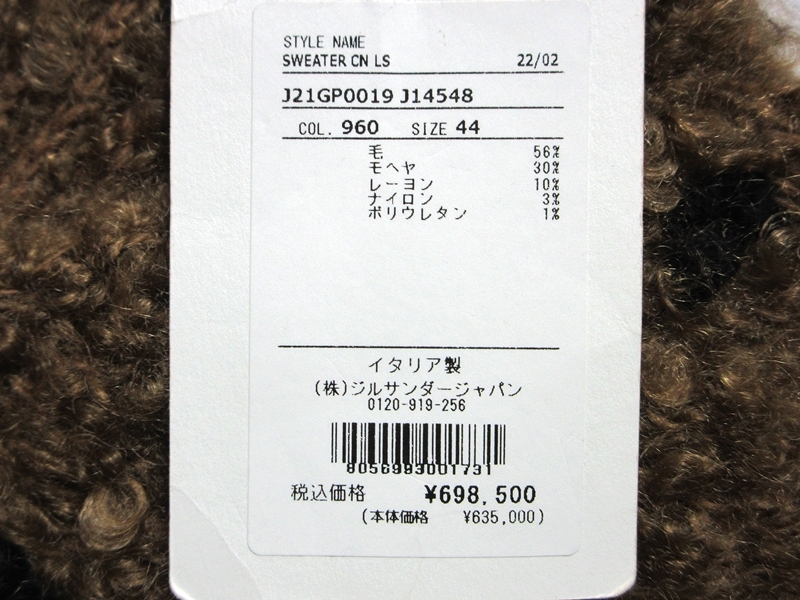 STYLE NAME
SWEATER CN LS 22/02
J21GP0019 J14548
COL. 960 SIZE 44
毛 56%
モヘヤ 30%
レーヨン 10%
ナイロン 3%
ポリウレタン 1%
イタリア製
(株)ジルサンダージャパン
0120-919-256
8056983001731
税込価格 ¥698,500
(本体価格 ¥635,000)